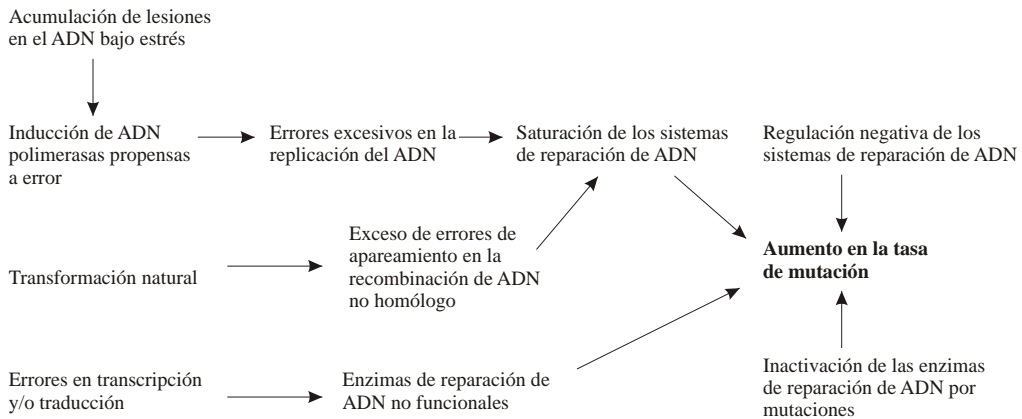 Acumulación de lesiones
en el ADN bajo estrés
Inducción de ADN
polimerasas propensas
a error
Errores excesivos en la
replicación del ADN
Saturación de los sistemas
de reparación de ADN
Regulación negativa de los
sistemas de reparación de ADN
Transformación natural
Exceso de errores de
apareamiento en la
recombinación de ADN
no homólogo
Aumento en la tasa
de mutación
Errores en transcripción
y/o traducción
Enzimas de reparación de
ADN no funcionales
Inactivación de las enzimas
de reparación de ADN por
mutaciones